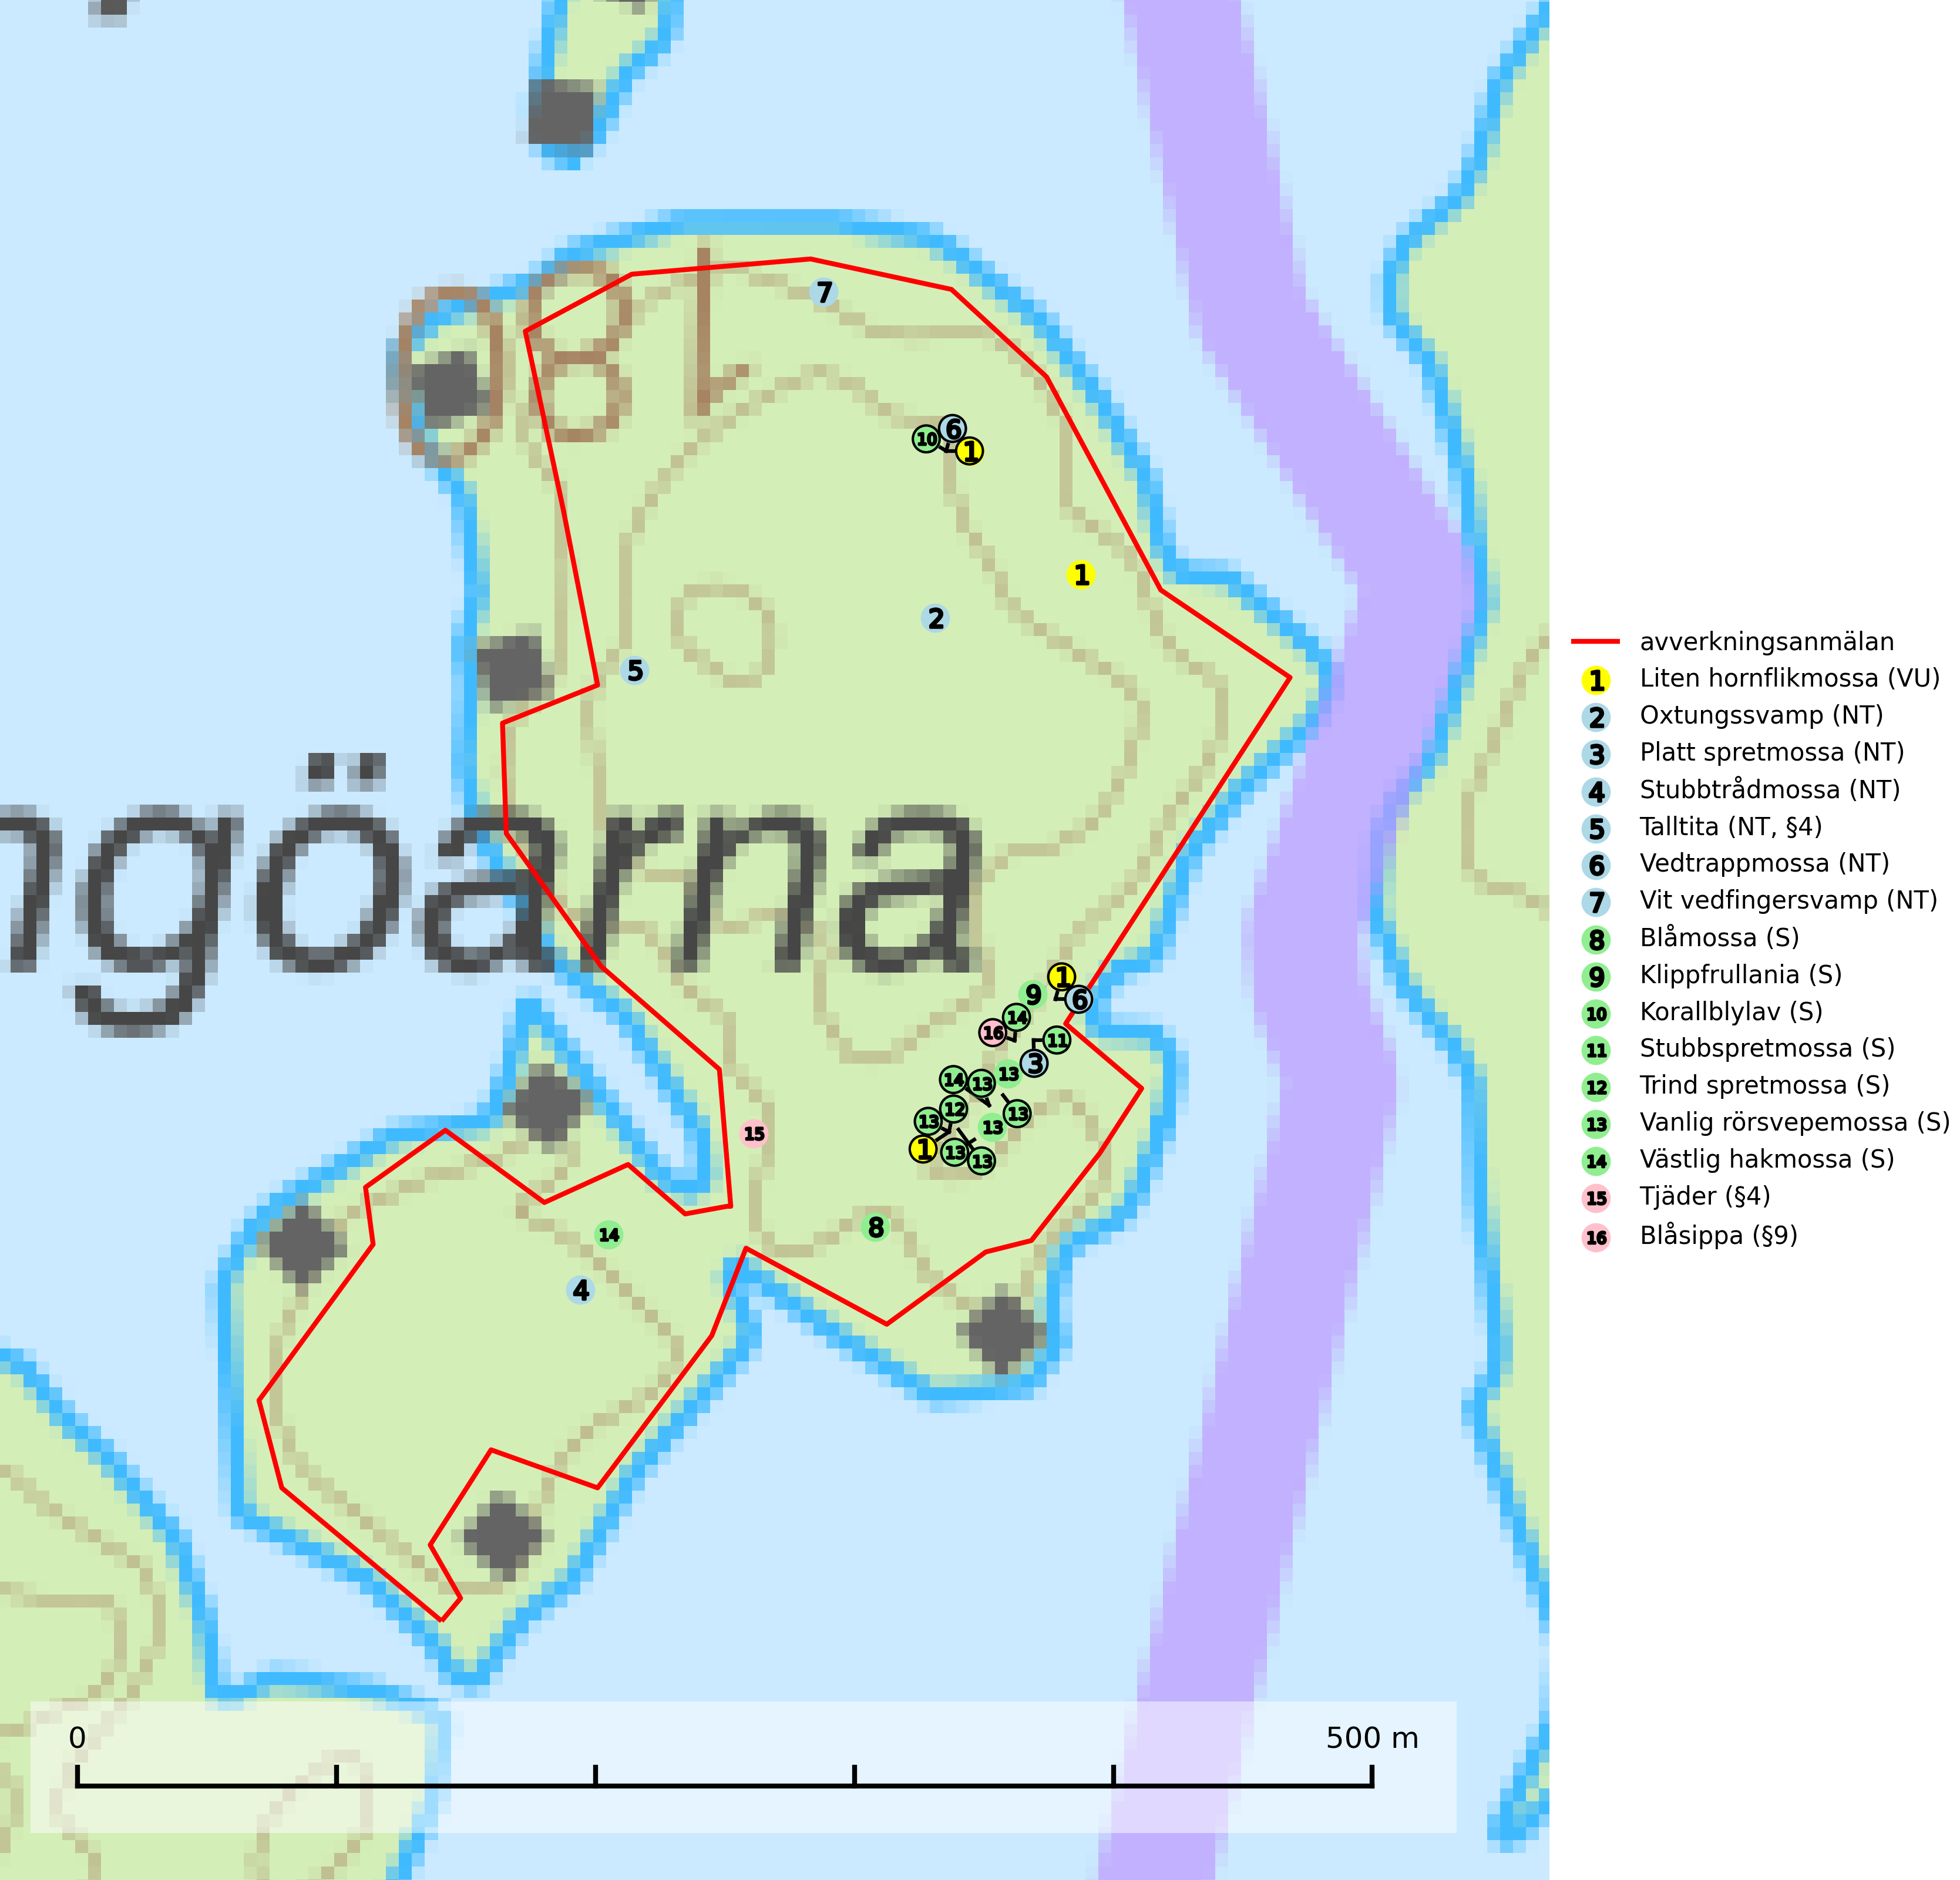 7
10
6
1
1
2
5
ngöarna
1
9
6
14
16
11
3
14
13
13
12
13
13
13
15
1
13
13
8
14
4
0
500 m
avverkningsanmälan
1 Liten hornflikmossa (VU)
2 Oxtungssvamp (NT)
3 Platt spretmossa (NT)
4 Stubbtrådmossa (NT)
5 Talltita (NT, §4)
6 Vedtrappmossa (NT)
7 Vit vedfingersvamp (NT)
8 Blåmossa (S)
9 Klippfrullania (S)
10 Korallblylav (S)
11 Stubbspretmossa (S)
12 Trind spretmossa (S)
13 Vanlig rörsvepemossa (S)
14 Västlig hakmossa (S)
15 Tjäder (§4)
16 Blåsippa (§9)